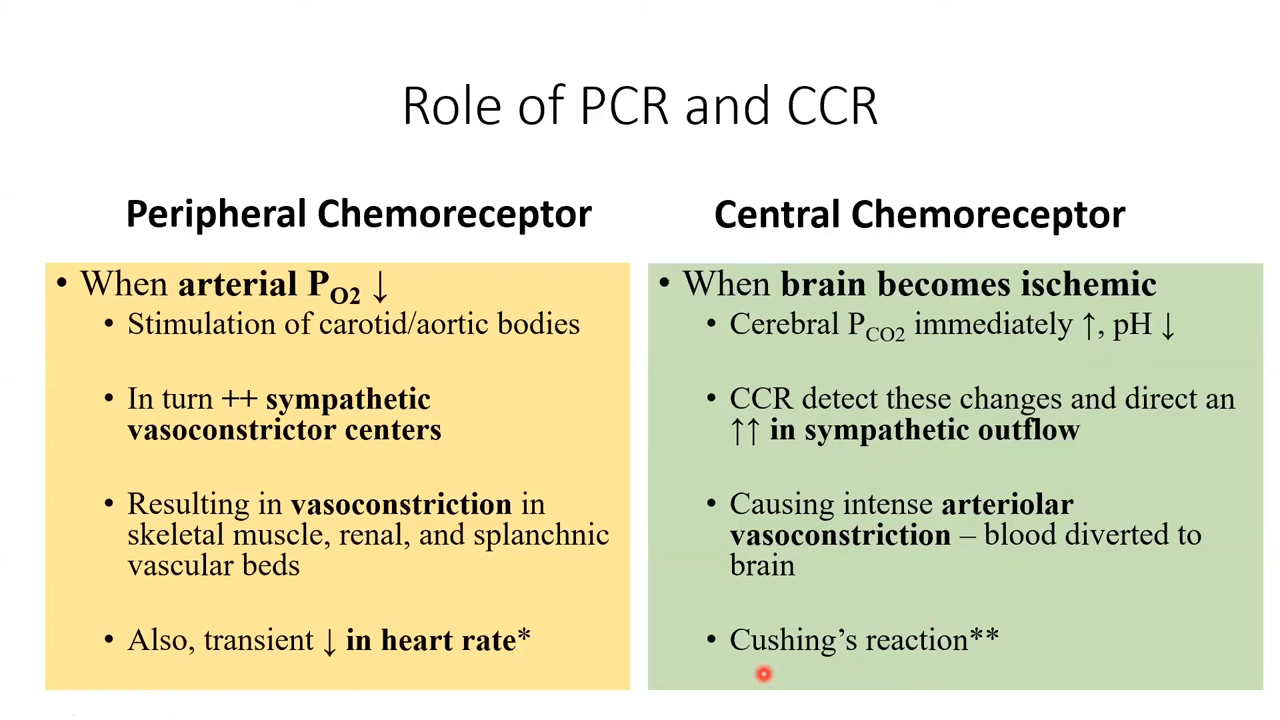 Role of PCR and CCR
Peripheral Chemoreceptor
• When arterial PO2 ↓
• Stimulation of carotid/aortic bodies
• In turn ++ sympathetic
vasoconstrictor centers
• Resulting in vasoconstriction in
skeletal muscle, renal, and splanchnic
vascular beds
• Also, transient ↓ in heart rate*
Central Chemoreceptor
• When brain becomes ischemic
• Cerebral PCO2 immediately ↑, pH ↓
• CCR detect these changes and direct an
↑↑ in sympathetic outflow
• Causing intense arteriolar
vasoconstriction – blood diverted to
brain
• Cushing’s reaction**